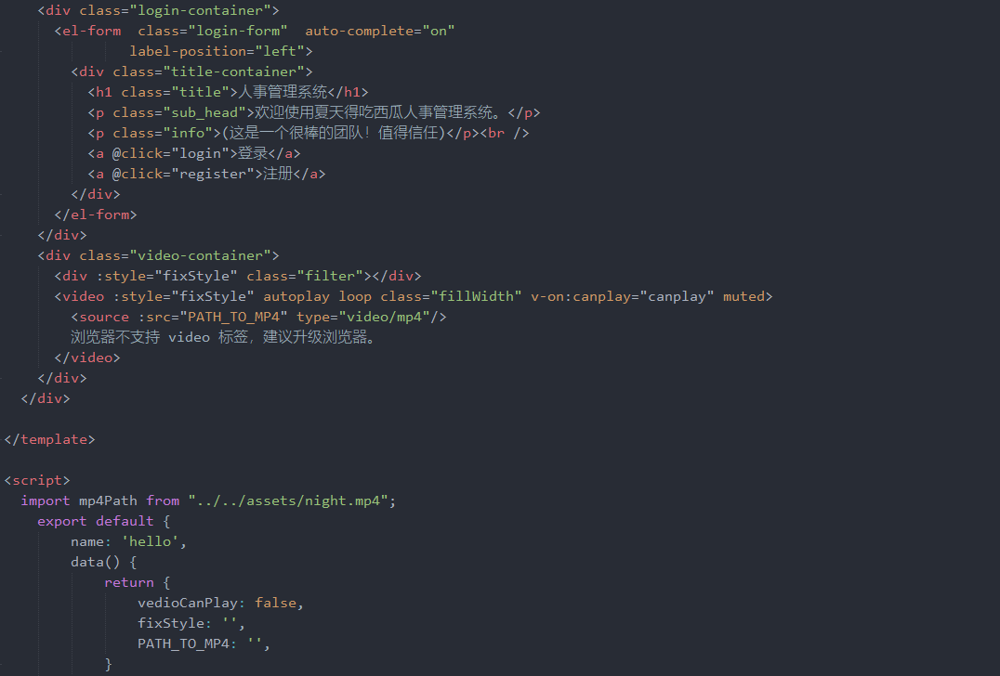 <div class="login-container">
<el-form  class="login-form"  auto-complete="on"
label-position="left">
<div class="title-container">
<h1 class="title">人事管理系统</h1>
<p class="sub_head">欢迎使用夏天得吃西瓜人事管理系统。</p>
<p class="info">(这是一个很棒的团队！值得信任)</p><br />
<a @click="login">登录</a>
<a @click="register">注册</a>
</div>
</el-form>
</div>
<div class="video-container">
<div :style="fixStyle" class="filter"></div>
<video :style="fixStyle" autoplay loop class="fillWidth" v-on:canplay="canplay" muted>
<source :src="PATH_TO_MP4" type="video/mp4"/>
浏览器不支持 video 标签，建议升级浏览器。
</video>
</div>
</div>
</template>
<script>
import mp4Path from "../../assets/night.mp4";
export default {
name: 'hello',
data() {
return {
vedioCanPlay: false,
fixStyle: '',
PATH_TO_MP4: '',
}